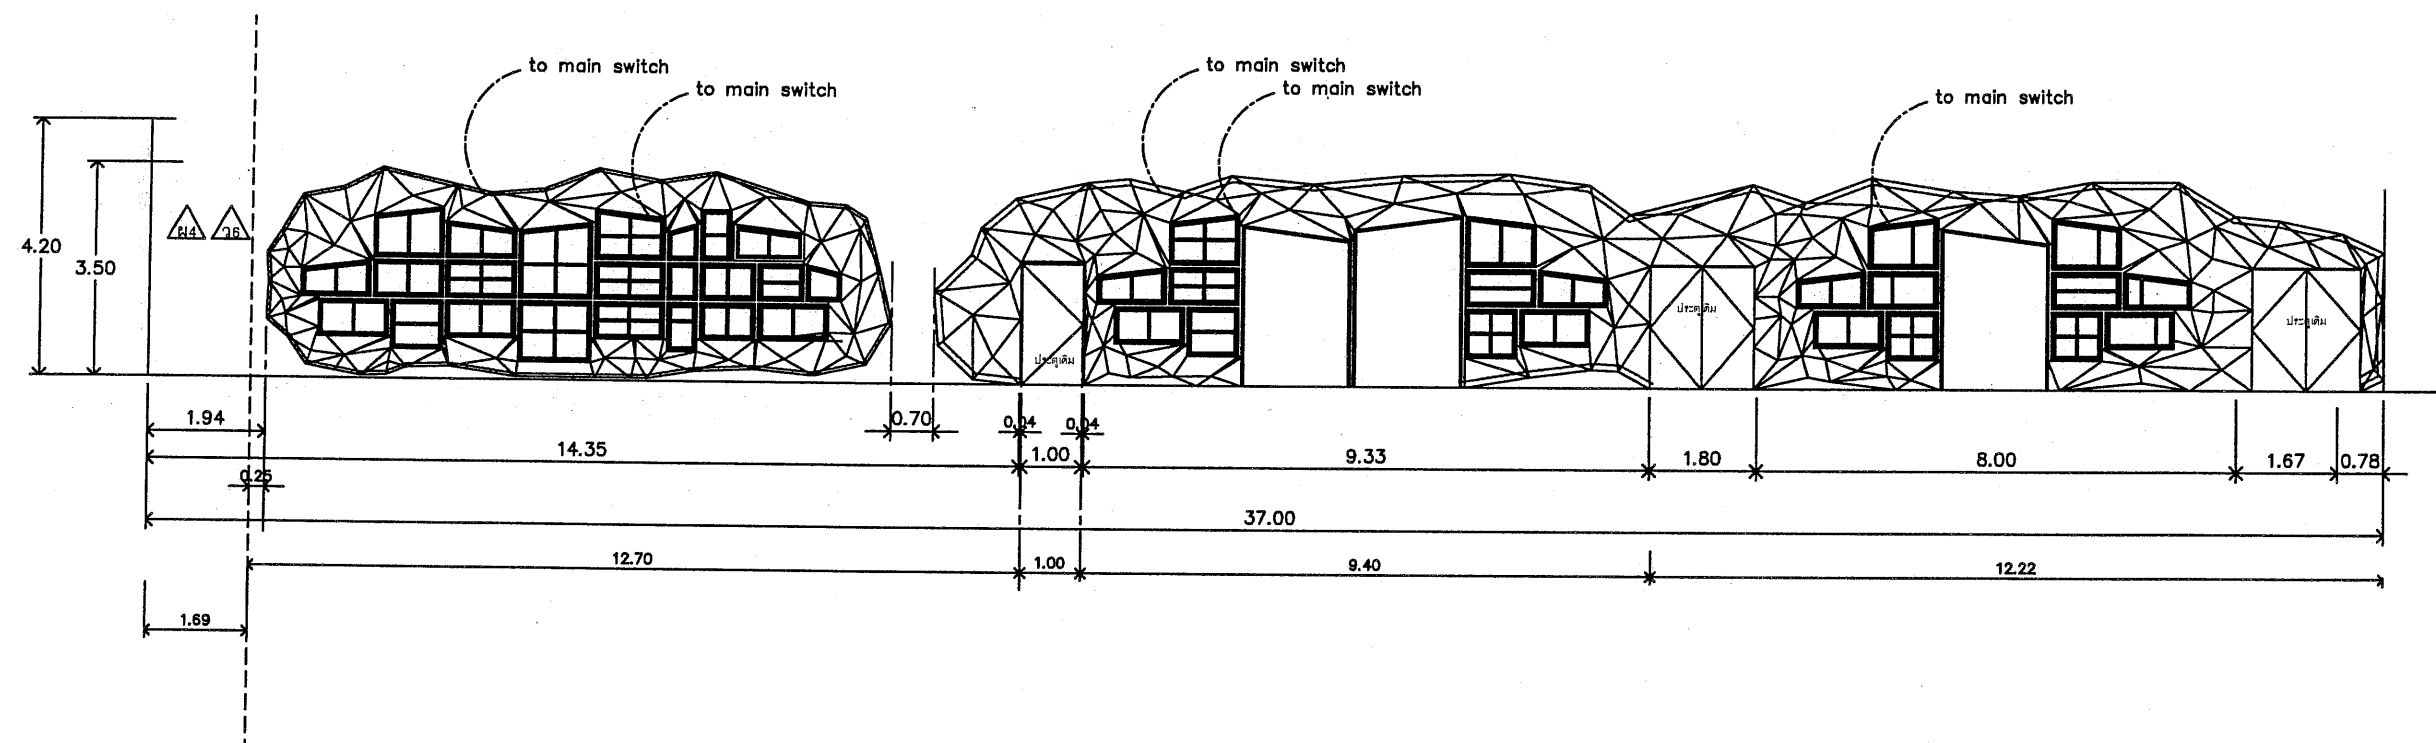 to main switch
to main switch
to main switch
to main switch
to main switch
4.20
3.50
ผ4
ว6
ประตูเดิม
ประตูเดิม
ประตูเดิม
1.94
0.70
0.04
0.04
14.35
1.00
9.33
1.80
8.00
1.67
0.78
0.25
37.00
12.70
1.00
9.40
12.22
1.69